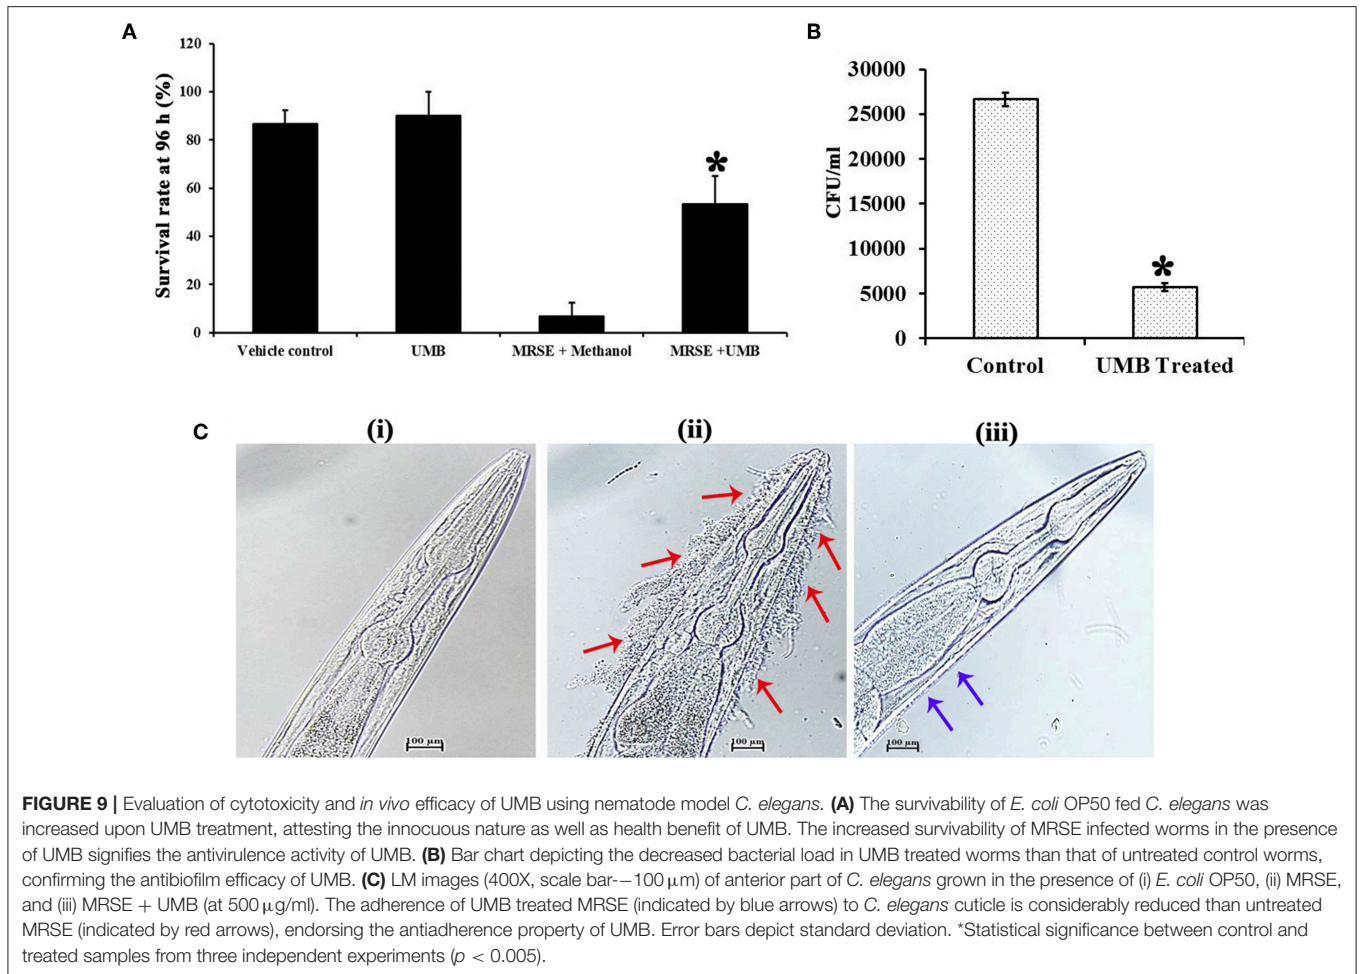 A
120
100
80
60
40
20
0
Survival rate at 96 h (%)
*
Vehicle control
UMB
MRSE + Methanol
MRSE +UMB
B
30000
25000
20000
15000
10000
5000
0
CFU/ml
*
Control
UMB Treated
C
(i)
(ii)
(iii)
100 μm
100 μm
100 μm
FIGURE 9 | Evaluation of cytotoxicity and in vivo efficacy of UMB using nematode model C. elegans. (A) The survivability of E. coli OP50 fed C. elegans was
increased upon UMB treatment, attesting the innocuous nature as well as health benefit of UMB. The increased survivability of MRSE infected worms in the presence
of UMB signifies the antivirulence activity of UMB. (B) Bar chart depicting the decreased bacterial load in UMB treated worms than that of untreated control worms,
confirming the antibiofilm efficacy of UMB. (C) LM images (400X, scale bar-–100 μm) of anterior part of C. elegans grown in the presence of (i) E. coli OP50, (ii) MRSE,
and (iii) MRSE + UMB (at 500 μg/ml). The adherence of UMB treated MRSE (indicated by blue arrows) to C. elegans cuticle is considerably reduced than untreated
MRSE (indicated by red arrows), endorsing the antiadherence property of UMB. Error bars depict standard deviation. *Statistical significance between control and
treated samples from three independent experiments (p < 0.005).